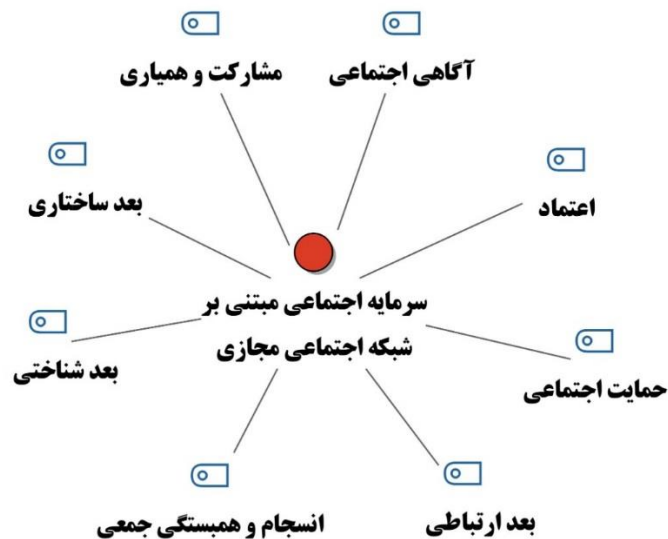 آگاهی اجتماعی
مشارکت و همیاری
اعتماد
بعد ساختاری
سرمایه اجتماعی مبتنی بر
شبکه اجتماعی مجازی
حمایت اجتماعی
بعد شناختی
بعد ارتباطی
انسجام و همبستگی جمعی